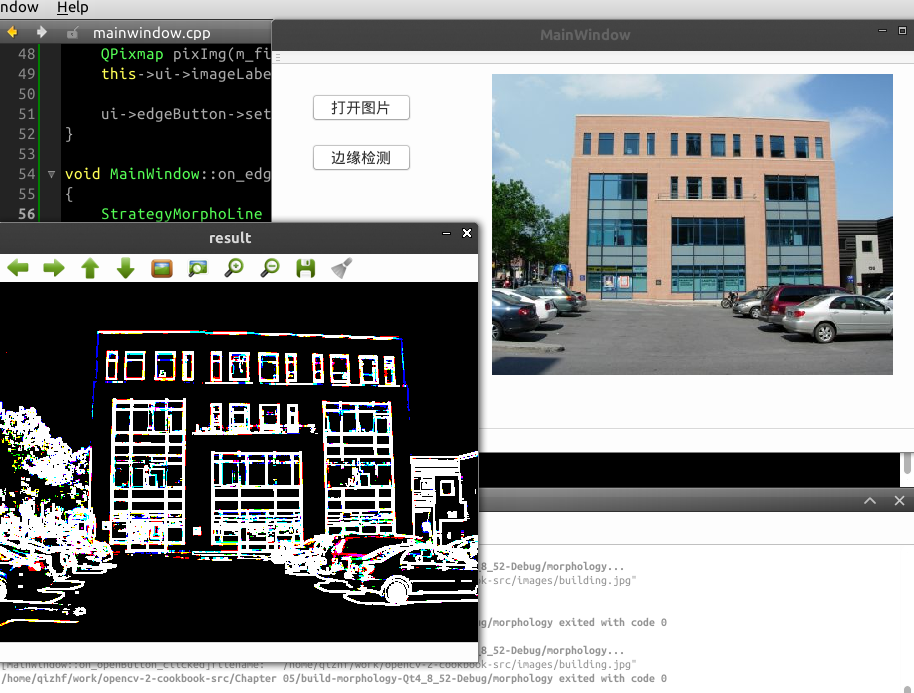 ndow Help
mainwindow.cpp
MainWindow
48 QPixmap pixImg(m_fi
49 this->ui->imageLabe
50
51 ui->edgeButton->set
52 }
53
54 void MainWindow::on_edg
55 {
56 StrategyMorphoLine
打开图片
边缘检测
result
8_52-Debug/morphology...
ok-src/images/building.jpg"
g/morphology exited with code 0
8_52-Debug/morphology...
[MainWindow::on_openButton_clicked]filename: "/home/qizhf/work/opencv-2-cookbook-src/images/building.jpg"
/home/qizhf/work/opencv-2-cookbook-src/Chapter 05/build-morphology-Qt4_8_52-Debug/morphology exited with code 0